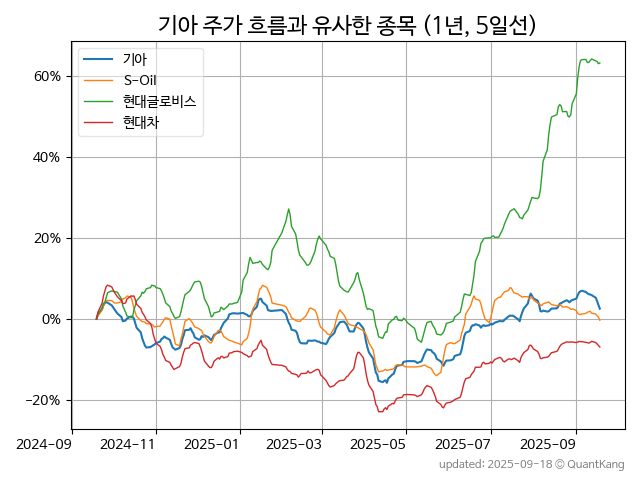 기아 주가 흐름과 유사한 종목 (1년, 5일선)
기아
S-Oil
현대글로비스
현대차
60%
40%
20%
0%
−20%
2024-09 2024-11 2025-01 2025-03 2025-05 2025-07 2025-09
updated: 2025-09-18 © QuantKang